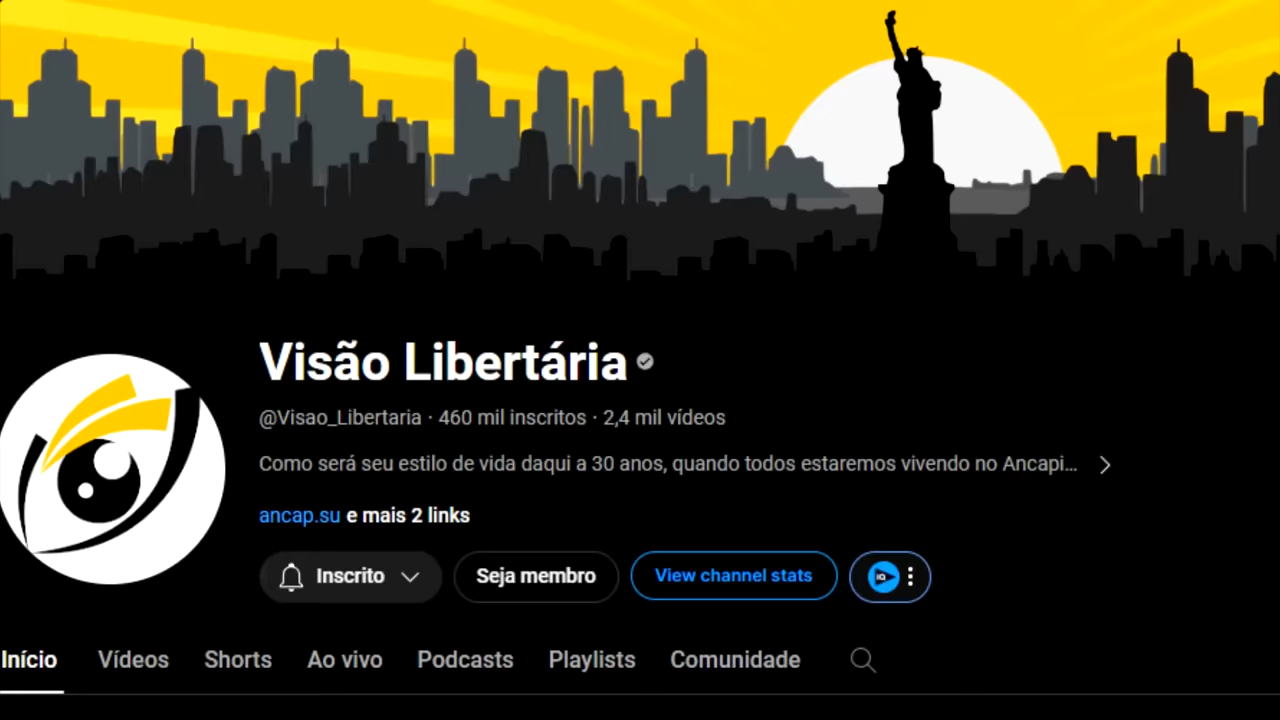 Visão Libertária
@Visao_Libertaria · 460 mil inscritos · 2,4 mil vídeos
Como será seu estilo de vida daqui a 30 anos, quando todos estaremos vivendo no Ancapi...
ancap.su e mais 2 links
Inscrito Seja membro View channel stats IQ
Início Vídeos Shorts Ao vivo Podcasts Playlists Comunidade